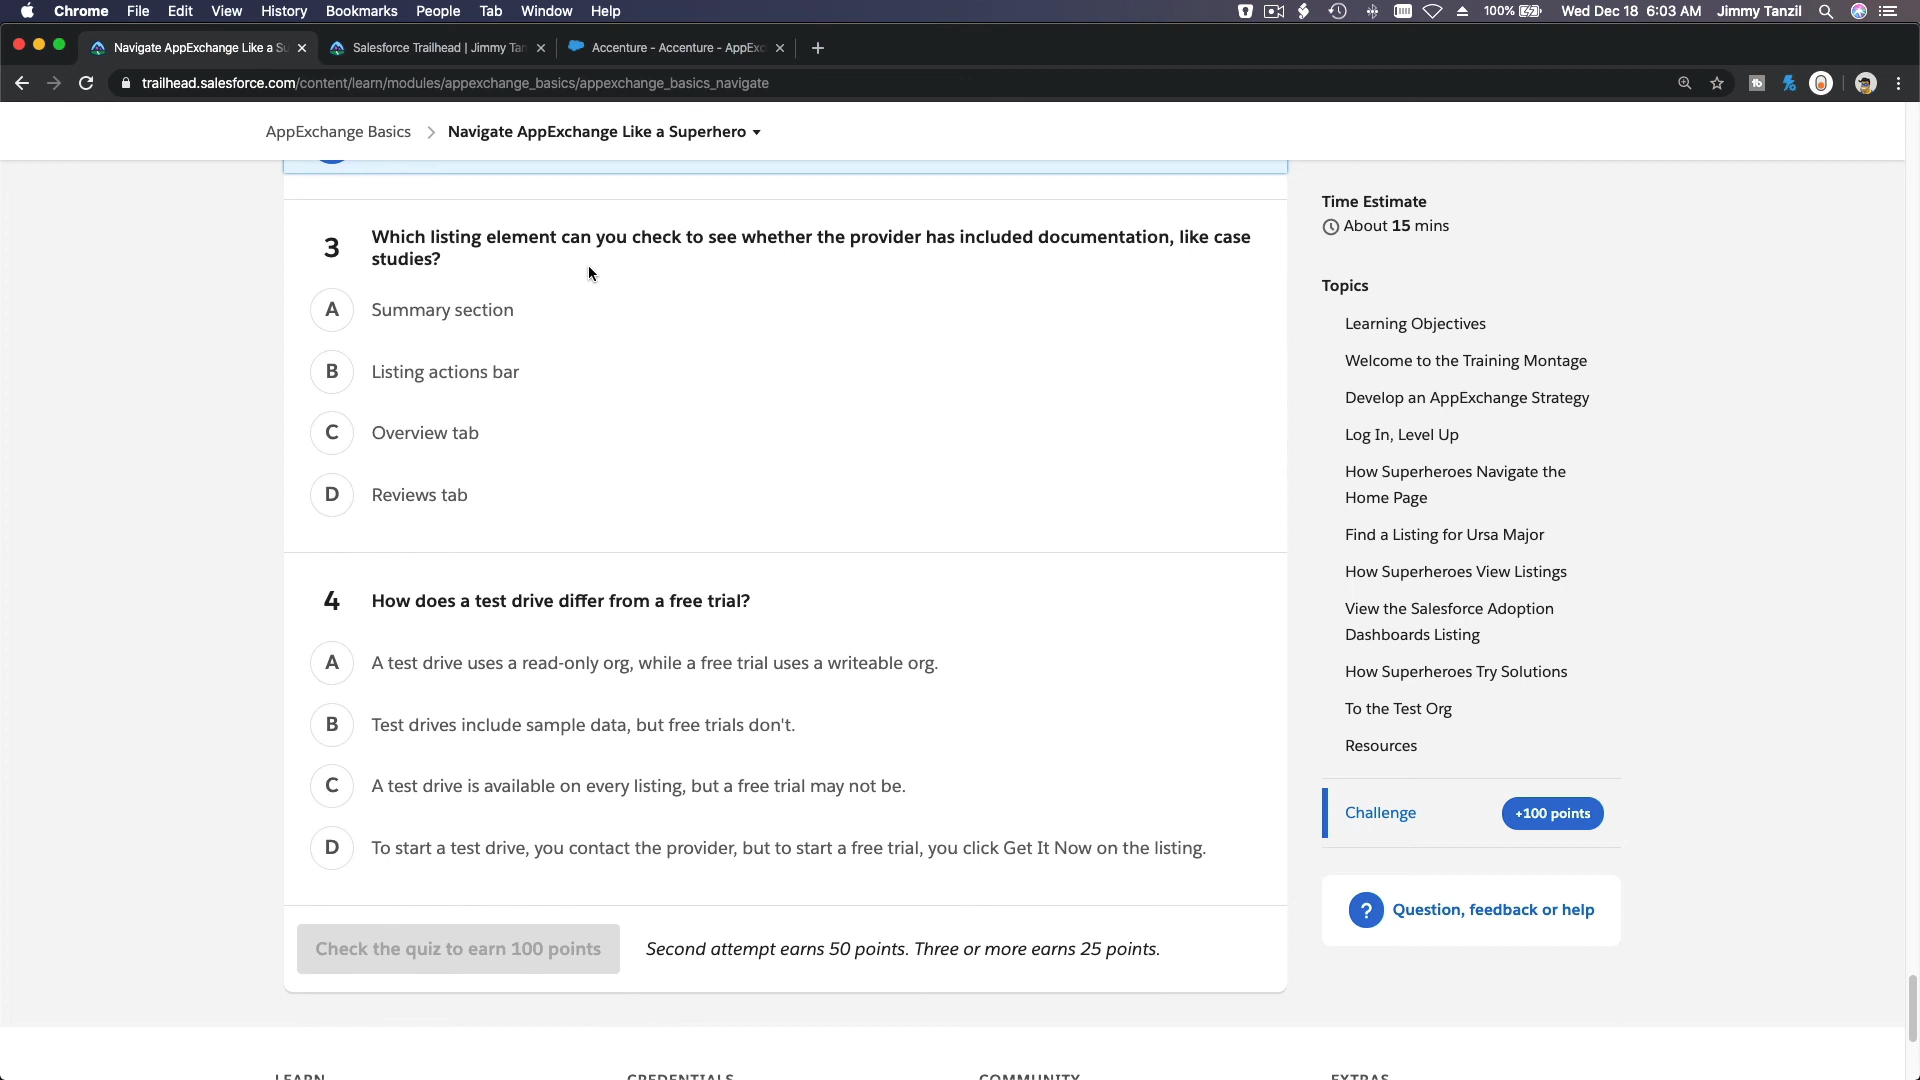 Chrome File Edit View History Bookmarks People Tab Window Help
100% Wed Dec 18 6:03 AM Jimmy Tanzil
Navigate AppExchange Like a Su
Salesforce Trailhead | Jimmy Tan
Accenture - Accenture - AppExc
trailhead.salesforce.com/content/learn/modules/appexchange_basics/appexchange_basics_navigate
AppExchange Basics
Navigate AppExchange Like a Superhero
3
Which listing element can you check to see whether the provider has included documentation, like case
studies?
A
Summary section
B
Listing actions bar
C
Overview tab
D
Reviews tab
4
How does a test drive differ from a free trial?
A
A test drive uses a read-only org, while a free trial uses a writeable org.
B
Test drives include sample data, but free trials don't.
C
A test drive is available on every listing, but a free trial may not be.
D
To start a test drive, you contact the provider, but to start a free trial, you click Get It Now on the listing.
Check the quiz to earn 100 points
Second attempt earns 50 points. Three or more earns 25 points.
Time Estimate
About 15 mins
Topics
Learning Objectives
Welcome to the Training Montage
Develop an AppExchange Strategy
Log In, Level Up
How Superheroes Navigate the
Home Page
Find a Listing for Ursa Major
How Superheroes View Listings
View the Salesforce Adoption
Dashboards Listing
How Superheroes Try Solutions
To the Test Org
Resources
Challenge
+100 points
?
Question, feedback or help
LEARN
CREDENTIALS
COMMUNITY
EXTRAS